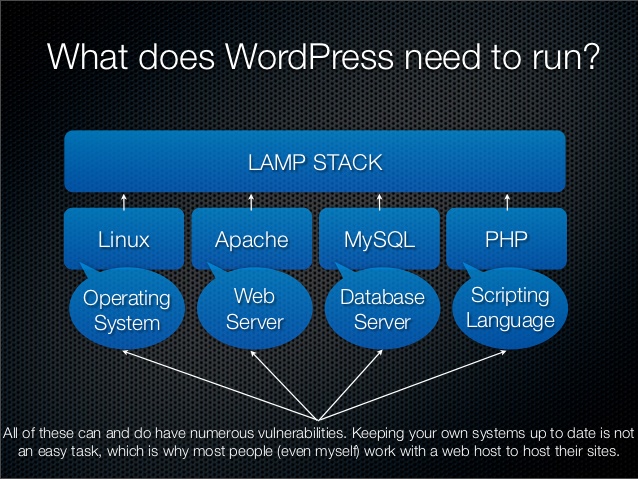 What does WordPress need to run?
LAMP STACK
Linux
Apache
MySQL
PHP
Operating
System
Web
Server
Database
Server
Scripting
Language
All of these can and do have numerous vulnerabilities. Keeping your own systems up to date is not
an easy task, which is why most people (even myself) work with a web host to host their sites.